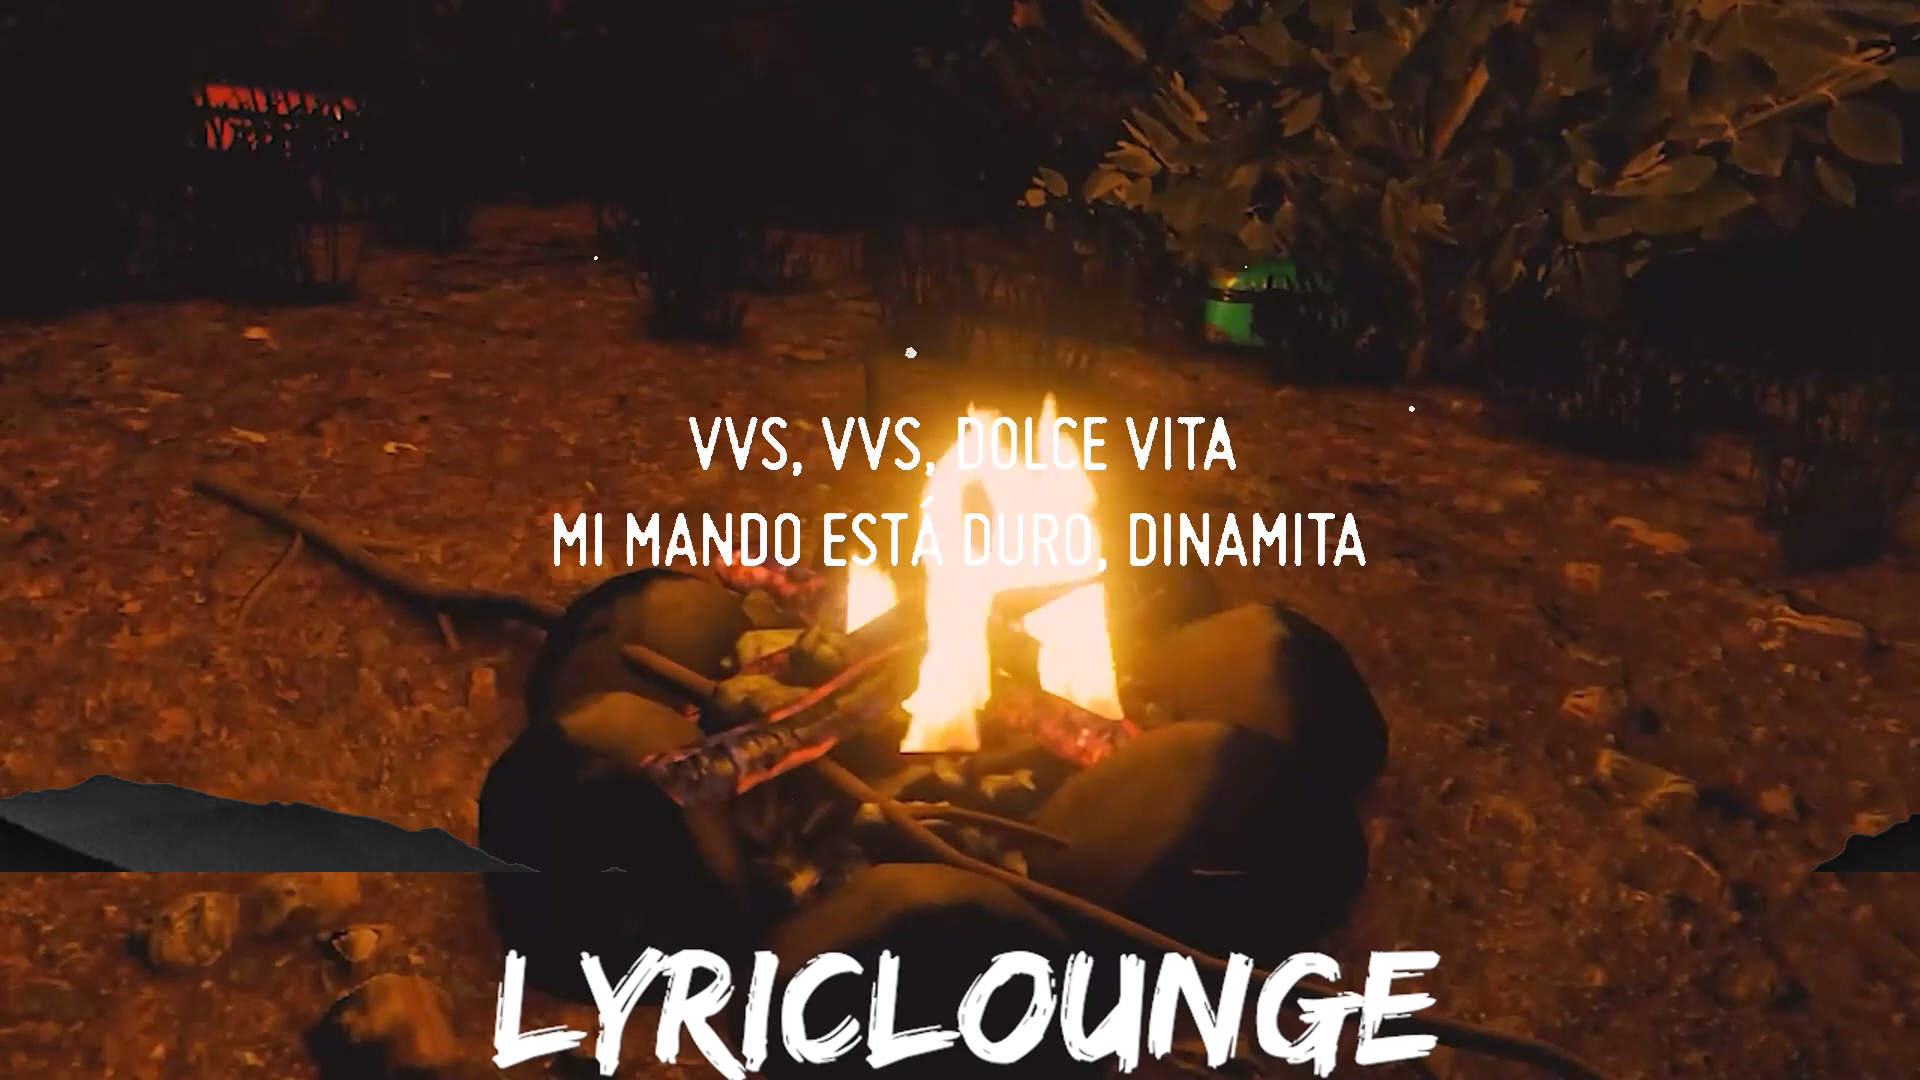 VVS, VVS, DOLCE VITA
MI MANDO ESTÁ DURO, DINAMITA
LYRICLOUNGE